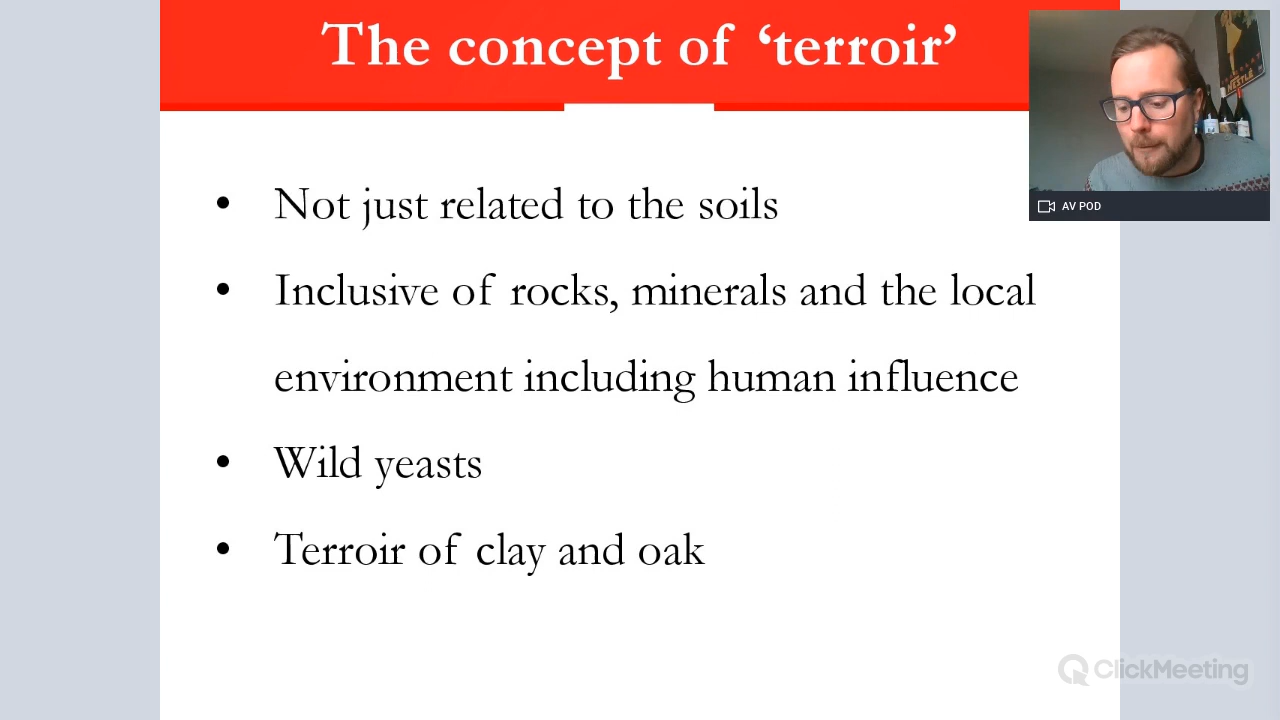 The concept of ‘terroir’
• Not just related to the soils
• Inclusive of rocks, minerals and the local
environment including human influence
• Wild yeasts
• Terroir of clay and oak
NESTLÉ
AV POD
ClickMeeting